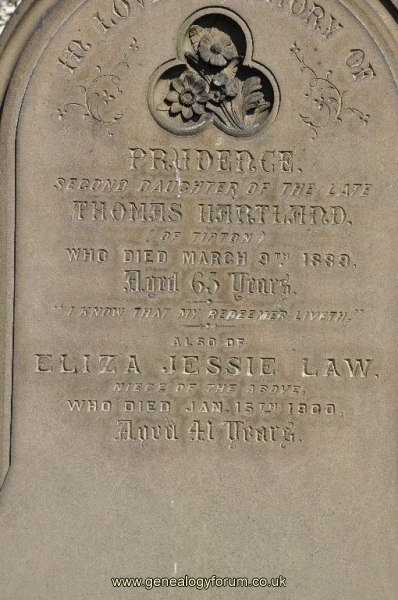 IN LOVING MEMORY OF
PRUDENCE,
SECOND DAUGHTER OF THE LATE
THOMAS HARTLAND,
(OF TIPTON)
WHO DIED MARCH 9TH 1889,
Aged 65 Years.
"I KNOW THAT MY REDEEMER LIVETH."
ALSO OF
ELIZA JESSIE LAW,
NIECE OF THE ABOVE,
WHO DIED JAN. 15TH 1900,
Aged 41 Years.
www.genealogyforum.co.uk